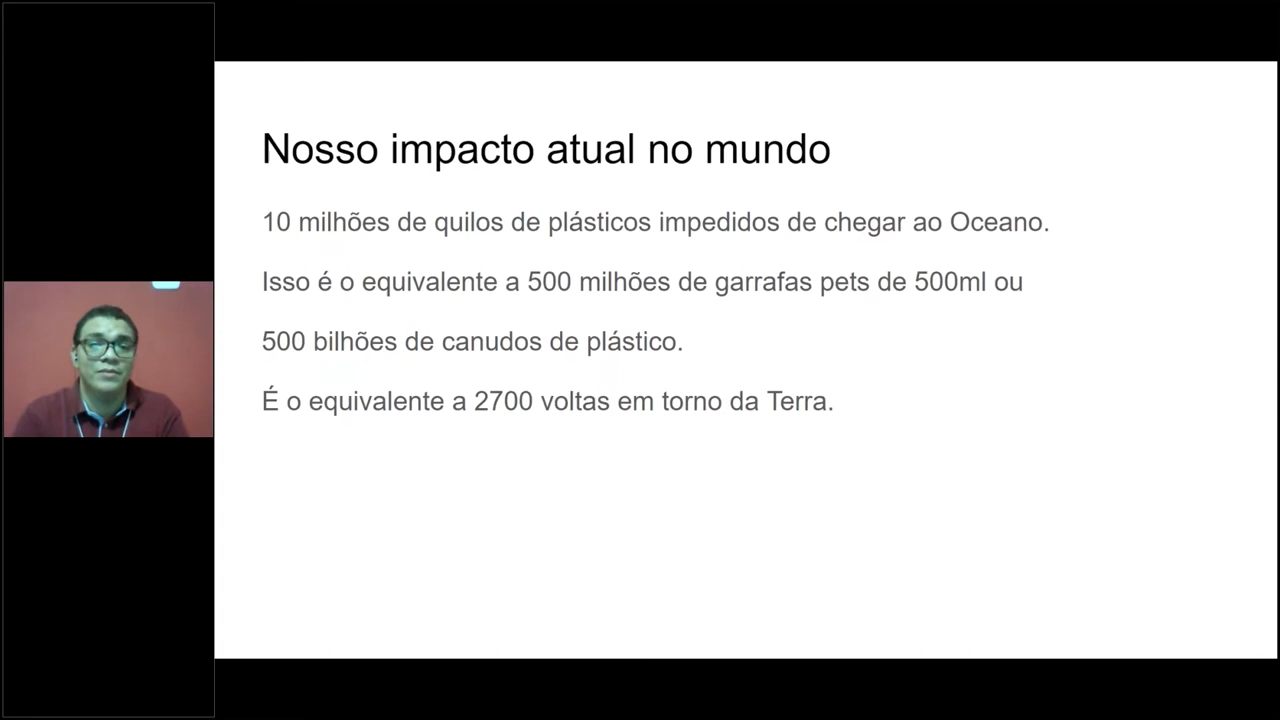 Nosso impacto atual no mundo
10 milhões de quilos de plásticos impedidos de chegar ao Oceano.
Isso é o equivalente a 500 milhões de garrafas pets de 500ml ou
500 bilhões de canudos de plástico.
É o equivalente a 2700 voltas em torno da Terra.